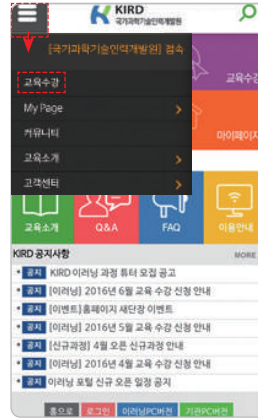 KIRD
국가과학기술인력개발원
[국가과학기술인력개발원] 접속
교육수강
교육수강
My Page
커뮤니티
마이페이지
교육소개
고객센터
교육소개
Q&A
FAQ
이용안내
KIRD 공지사항
MORE
공지 KIRD 이러닝 과정 튜터 모집 공고
공지 [이러닝] 2016년 6월 교육 수강 신청 안내
공지 [이벤트]홈페이지 새단장 이벤트
공지 [이러닝] 2016년 5월 교육 수강 신청 안내
공지 [신규과정] 4월 오픈 신규과정 안내
공지 [이러닝] 2016년 4월 교육 수강 신청 안내
공지 이러닝 포털 신규 오픈 일정 공지
홈으로 로그인 이러닝PC버전 기관PC버전